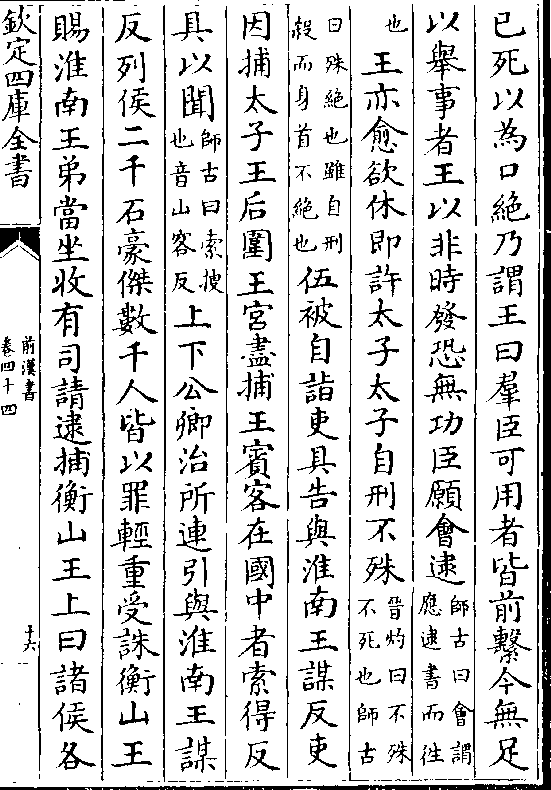 已死以為口絶乃謂王曰羣臣可用者皆前繫今無足
以舉事者王以非時發恐無功臣願會逮師古曰會謂應逮書而往
也王亦愈欲休即許太子太子自刑不殊晉灼曰不殊不死也師古
曰殊絶也雖自刑殺而身首不絶也伍被自詣吏具告與淮南王謀反吏
因捕太子王后圍王宮盡捕王賓客在國中者索得反
具以聞師古曰索搜也音山客反上下公卿治所連引與淮南王謀
反列侯二千石豪傑數千人皆以罪輕重受誅衡山王
賜淮南王弟當坐收有司請逮捕衡山王上曰諸侯各
欽定四庫全書
前漢書
卷四十四
十六